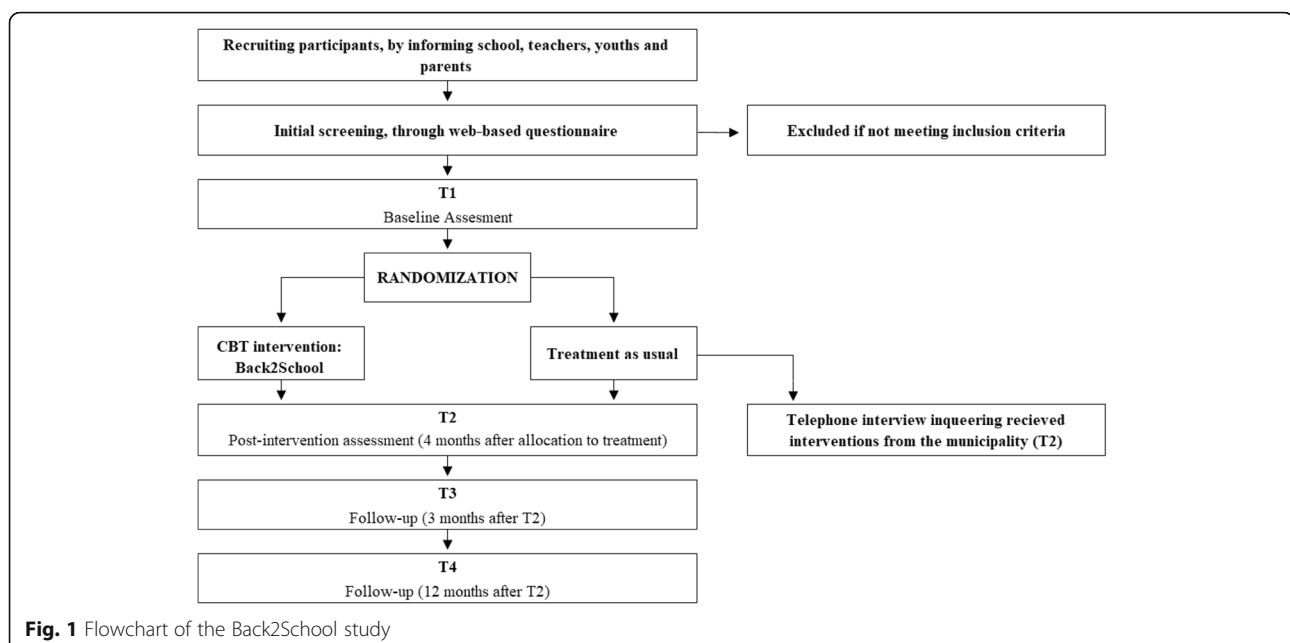 Recruiting participants, by informing school, teachers, youths and
parents
Initial screening, through web-based questionnaire
Excluded if not meeting inclusion criteria
T1
Baseline Assesment
RANDOMIZATION
CBT intervention:
Back2School
Treatment as usual
T2
Post-intervention assessment (4 months after allocation to treatment)
Telephone interview inqueering recieved
interventions from the municipality (T2)
T3
Follow-up (3 months after T2)
T4
Follow-up (12 months after T2)
Fig. 1 Flowchart of the Back2School study